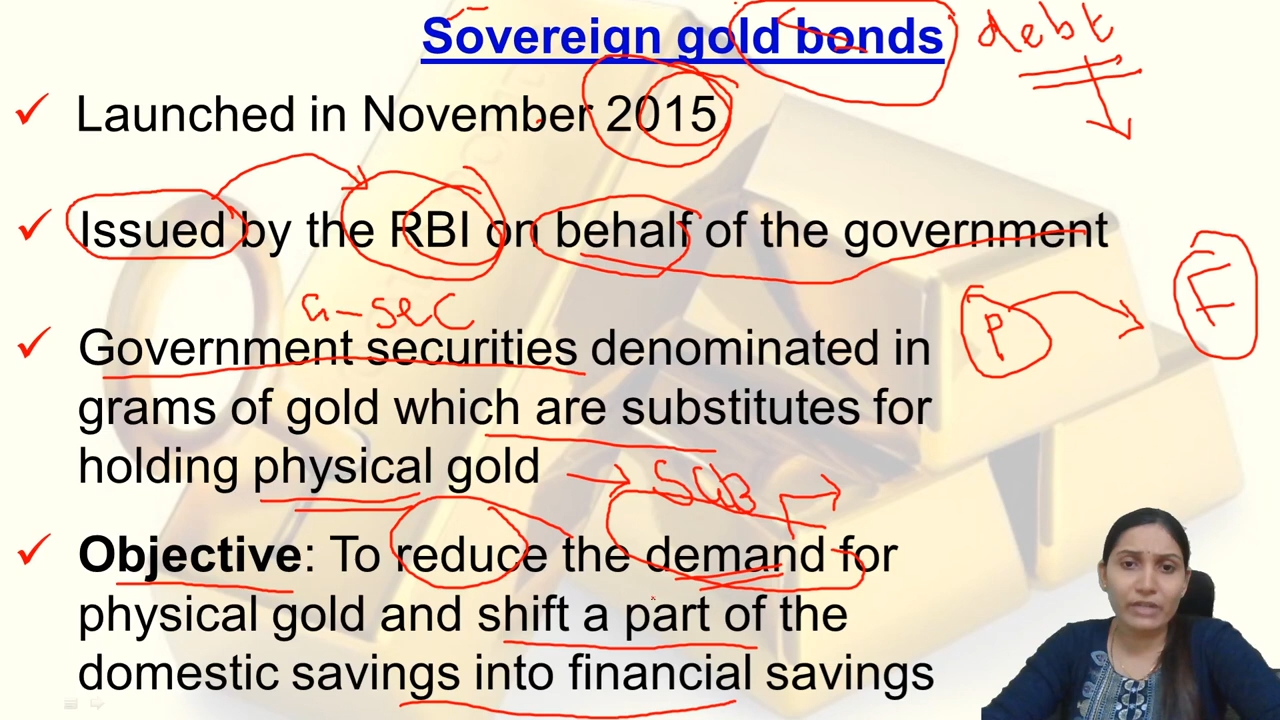 Sovereign gold bonds debt
✓ Launched in November 2015
✓ Issued by the RBI on behalf of the government
P F
G-sec
✓ Government securities denominated in
grams of gold which are substitutes for
holding physical gold → SGB
✓ Objective: To reduce the demand for
physical gold and shift a part of the
domestic savings into financial savings